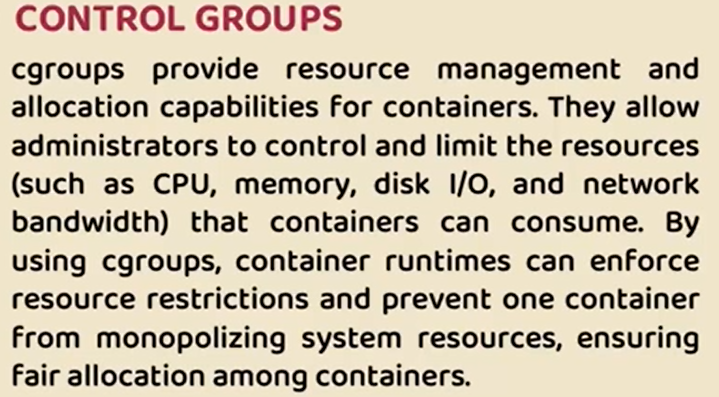 CONTROL GROUPS
cgroups provide resource management and
allocation capabilities for containers. They allow
administrators to control and limit the resources
(such as CPU, memory, disk I/O, and network
bandwidth) that containers can consume. By
using cgroups, container runtimes can enforce
resource restrictions and prevent one container
from monopolizing system resources, ensuring
fair allocation among containers.